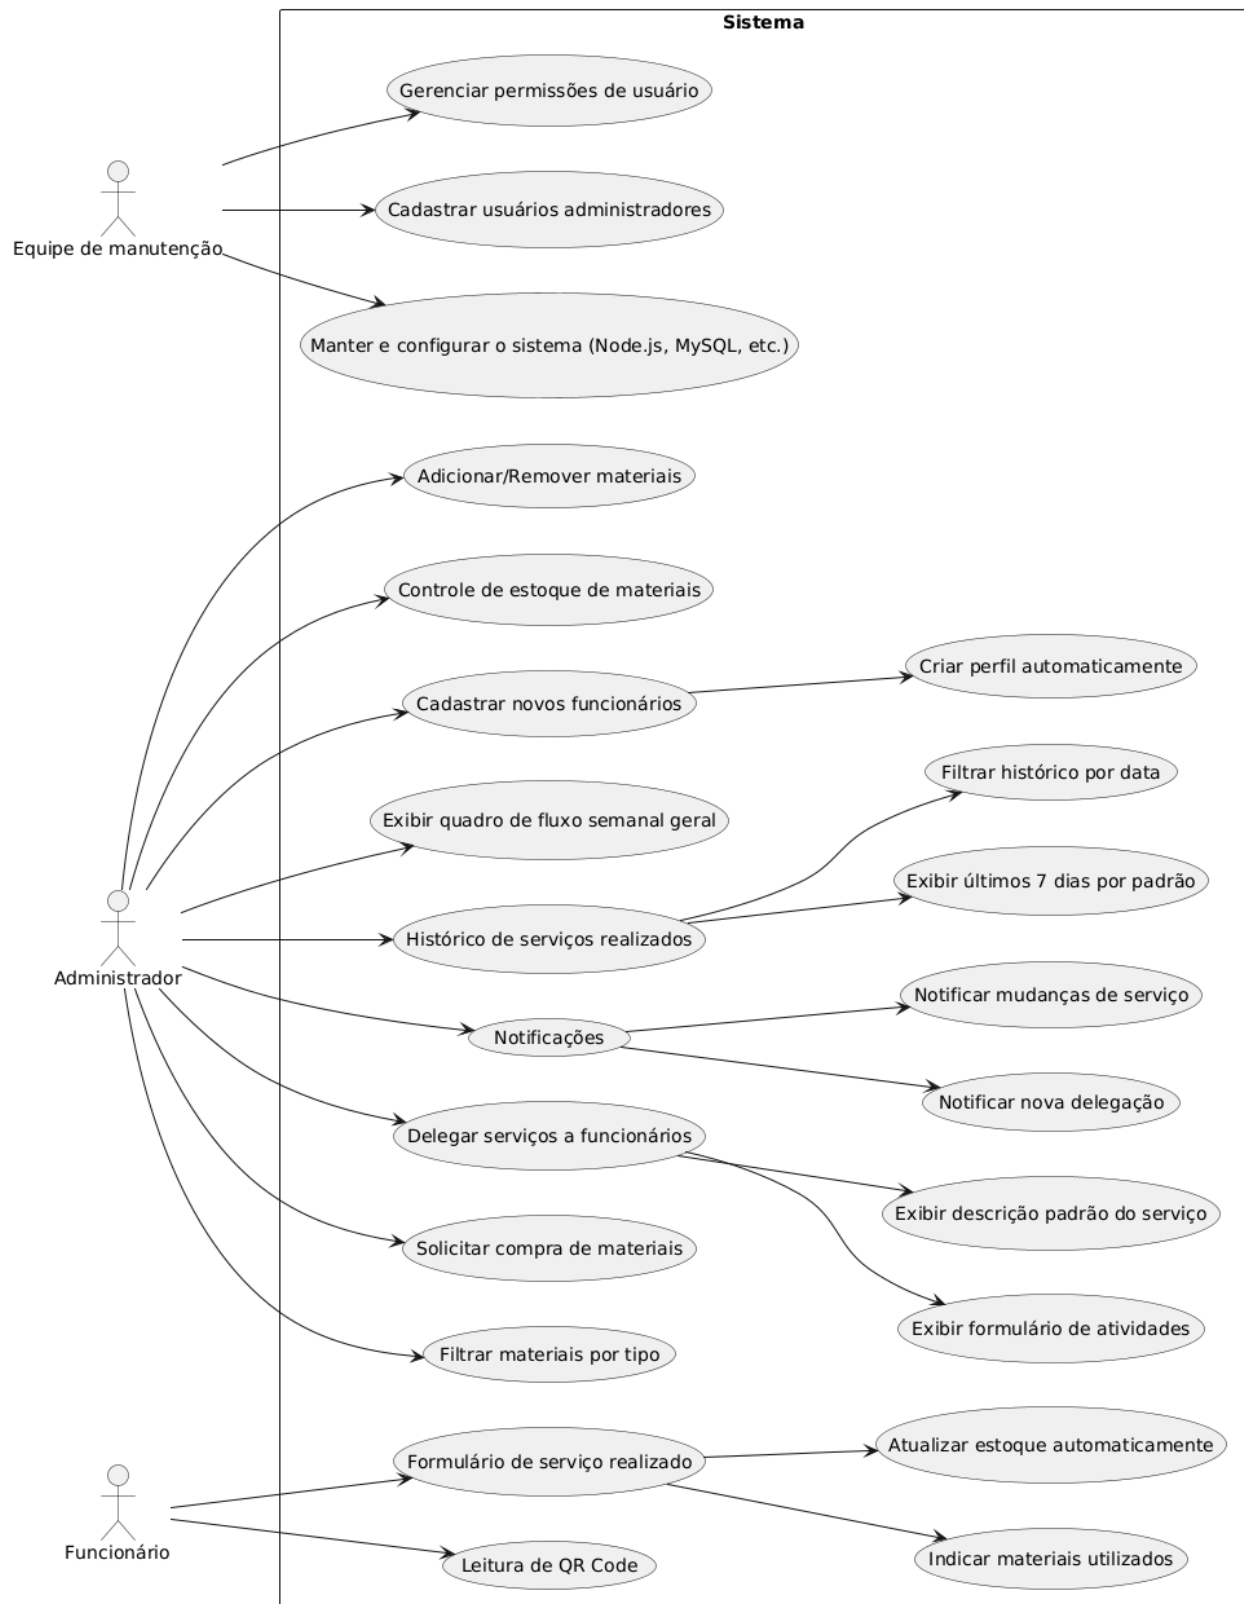 Sistema
Gerenciar permissões de usuário
Cadastrar usuários administradores
Equipe de manutenção
Manter e configurar o sistema (Node.js, MySQL, etc.)
Adicionar/Remover materiais
Controle de estoque de materiais
Criar perfil automaticamente
Cadastrar novos funcionários
Filtrar histórico por data
Exibir quadro de fluxo semanal geral
Exibir últimos 7 dias por padrão
Histórico de serviços realizados
Administrador
Notificar mudanças de serviço
Notificações
Notificar nova delegação
Delegar serviços a funcionários
Exibir descrição padrão do serviço
Solicitar compra de materiais
Exibir formulário de atividades
Filtrar materiais por tipo
Atualizar estoque automaticamente
Formulário de serviço realizado
Funcionário
Indicar materiais utilizados
Leitura de QR Code